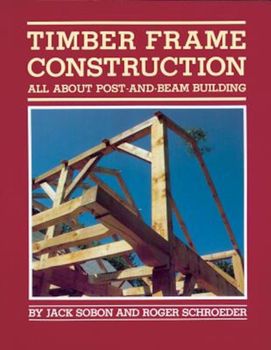 TIMBER FRAME
CONSTRUCTION
ALL ABOUT POST-AND-BEAM BUILDING
BY JACK SOBON AND ROGER SCHROEDER